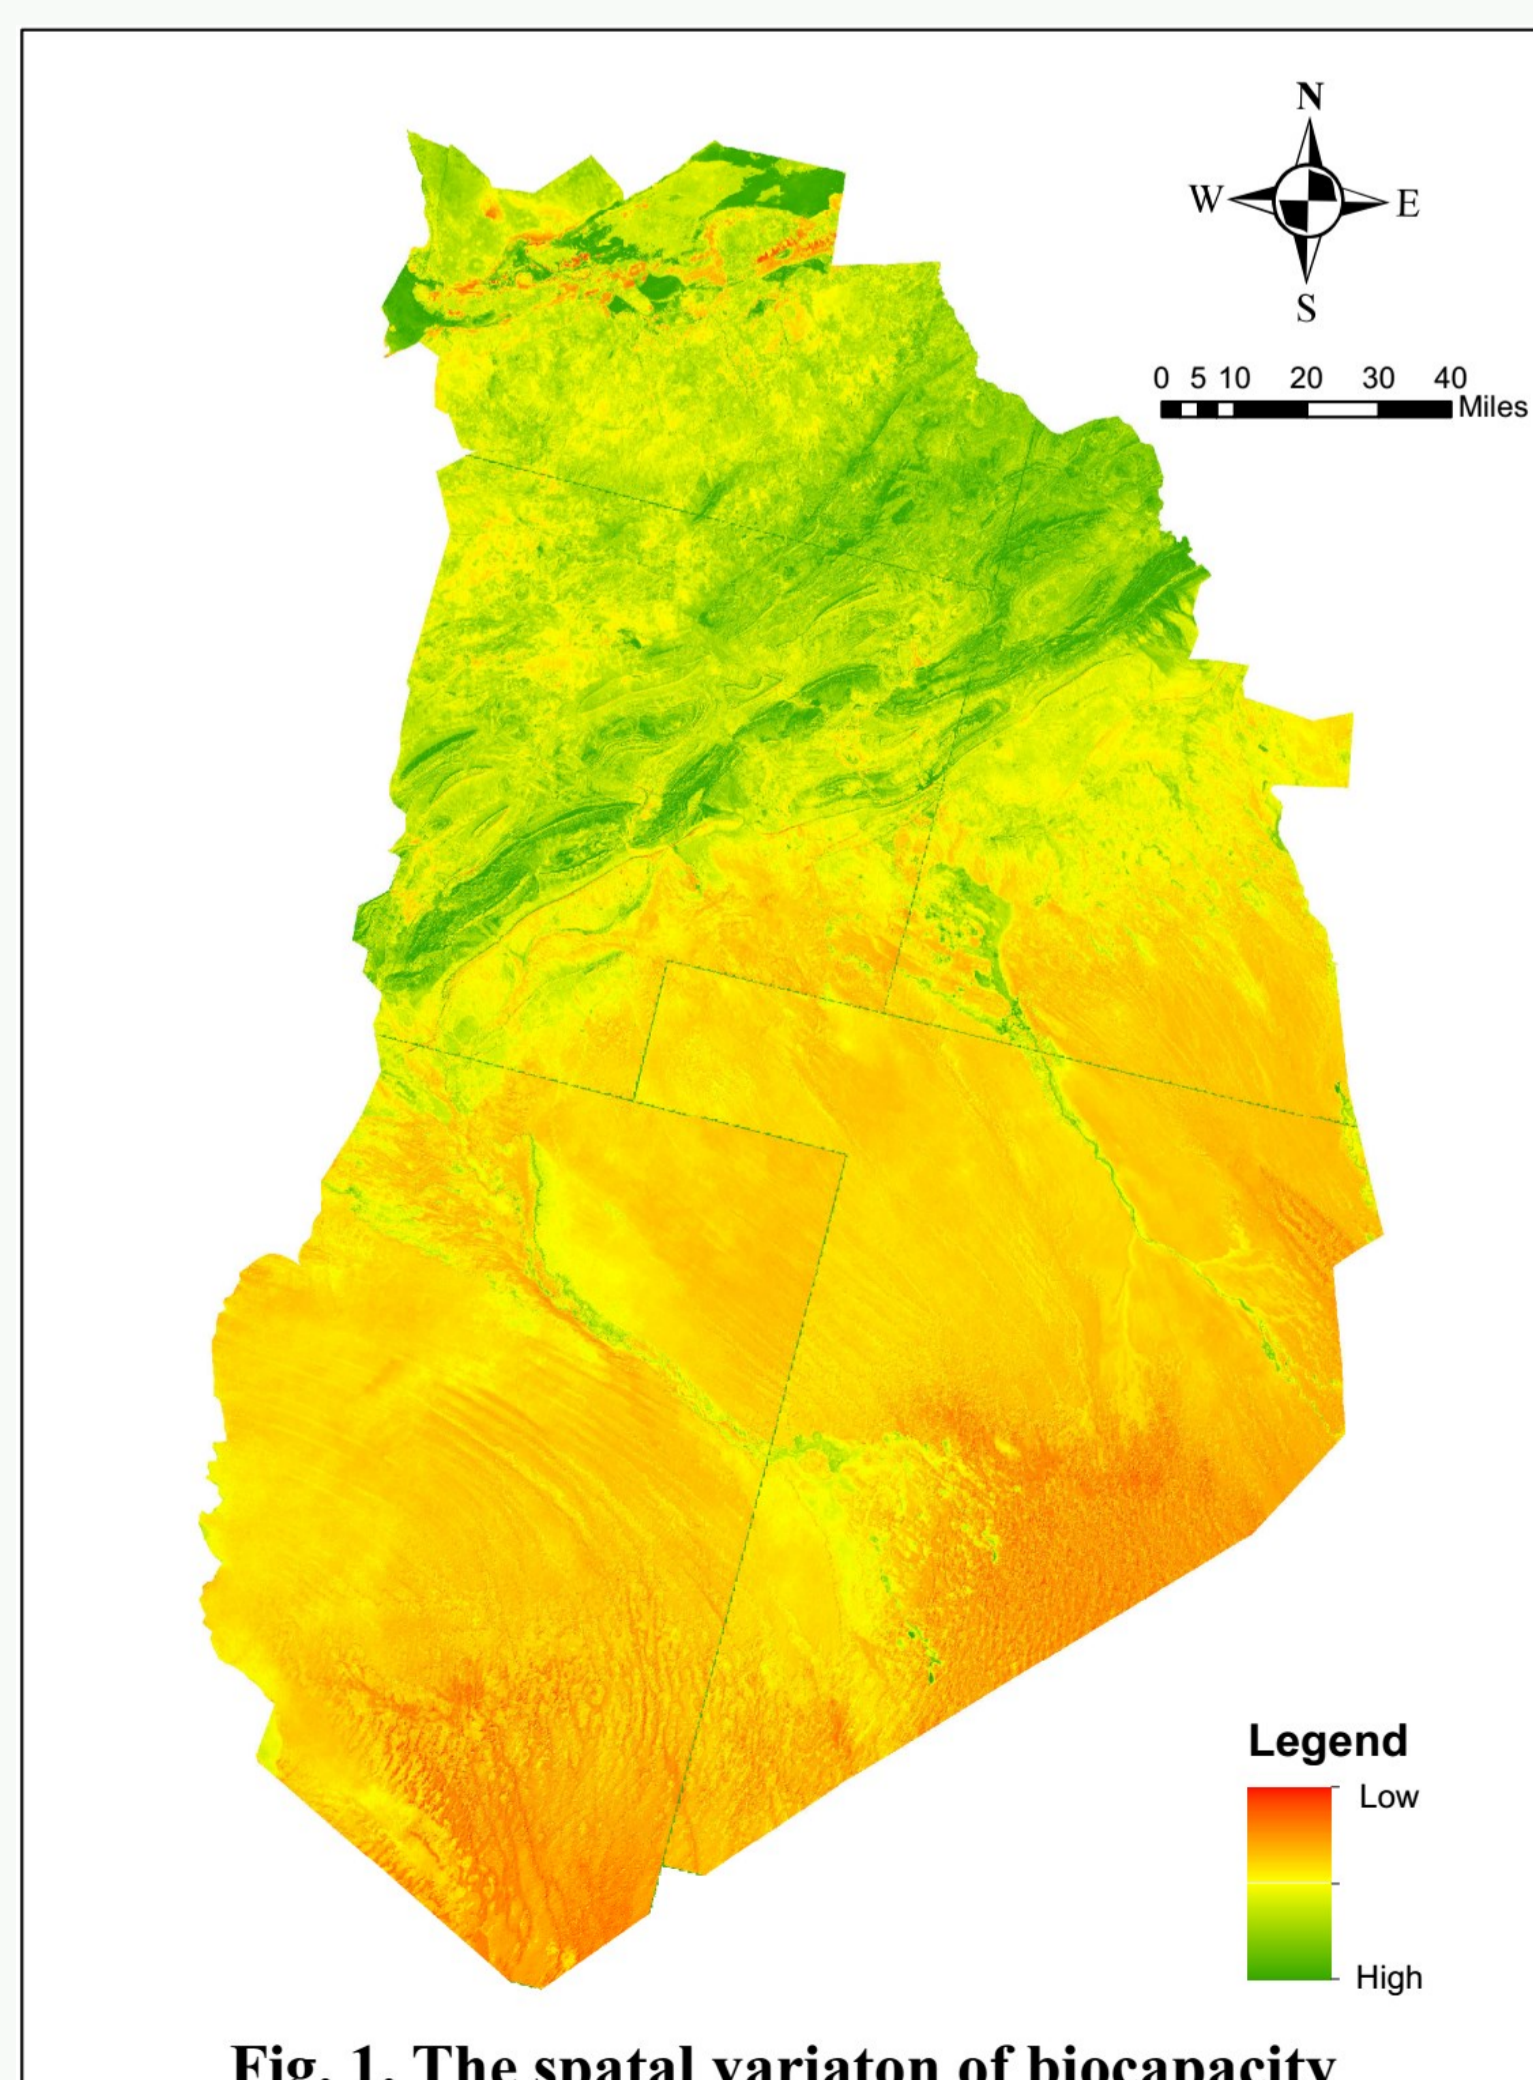 N
W E
S
0 5 10 20 30 40
Miles
Legend
Low
High
Fig. 1. The spatal variaton of biocapacity